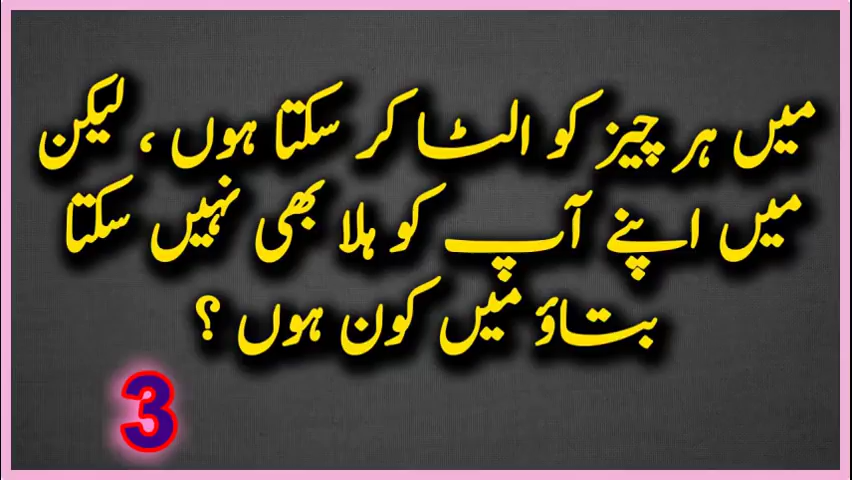 میں ہر چیز کو الٹا کر سکتا ہوں ، لیکن
میں اپنے آپ کو ہلا بھی نہیں سکتا
بتاؤ میں کون ہوں ؟
3